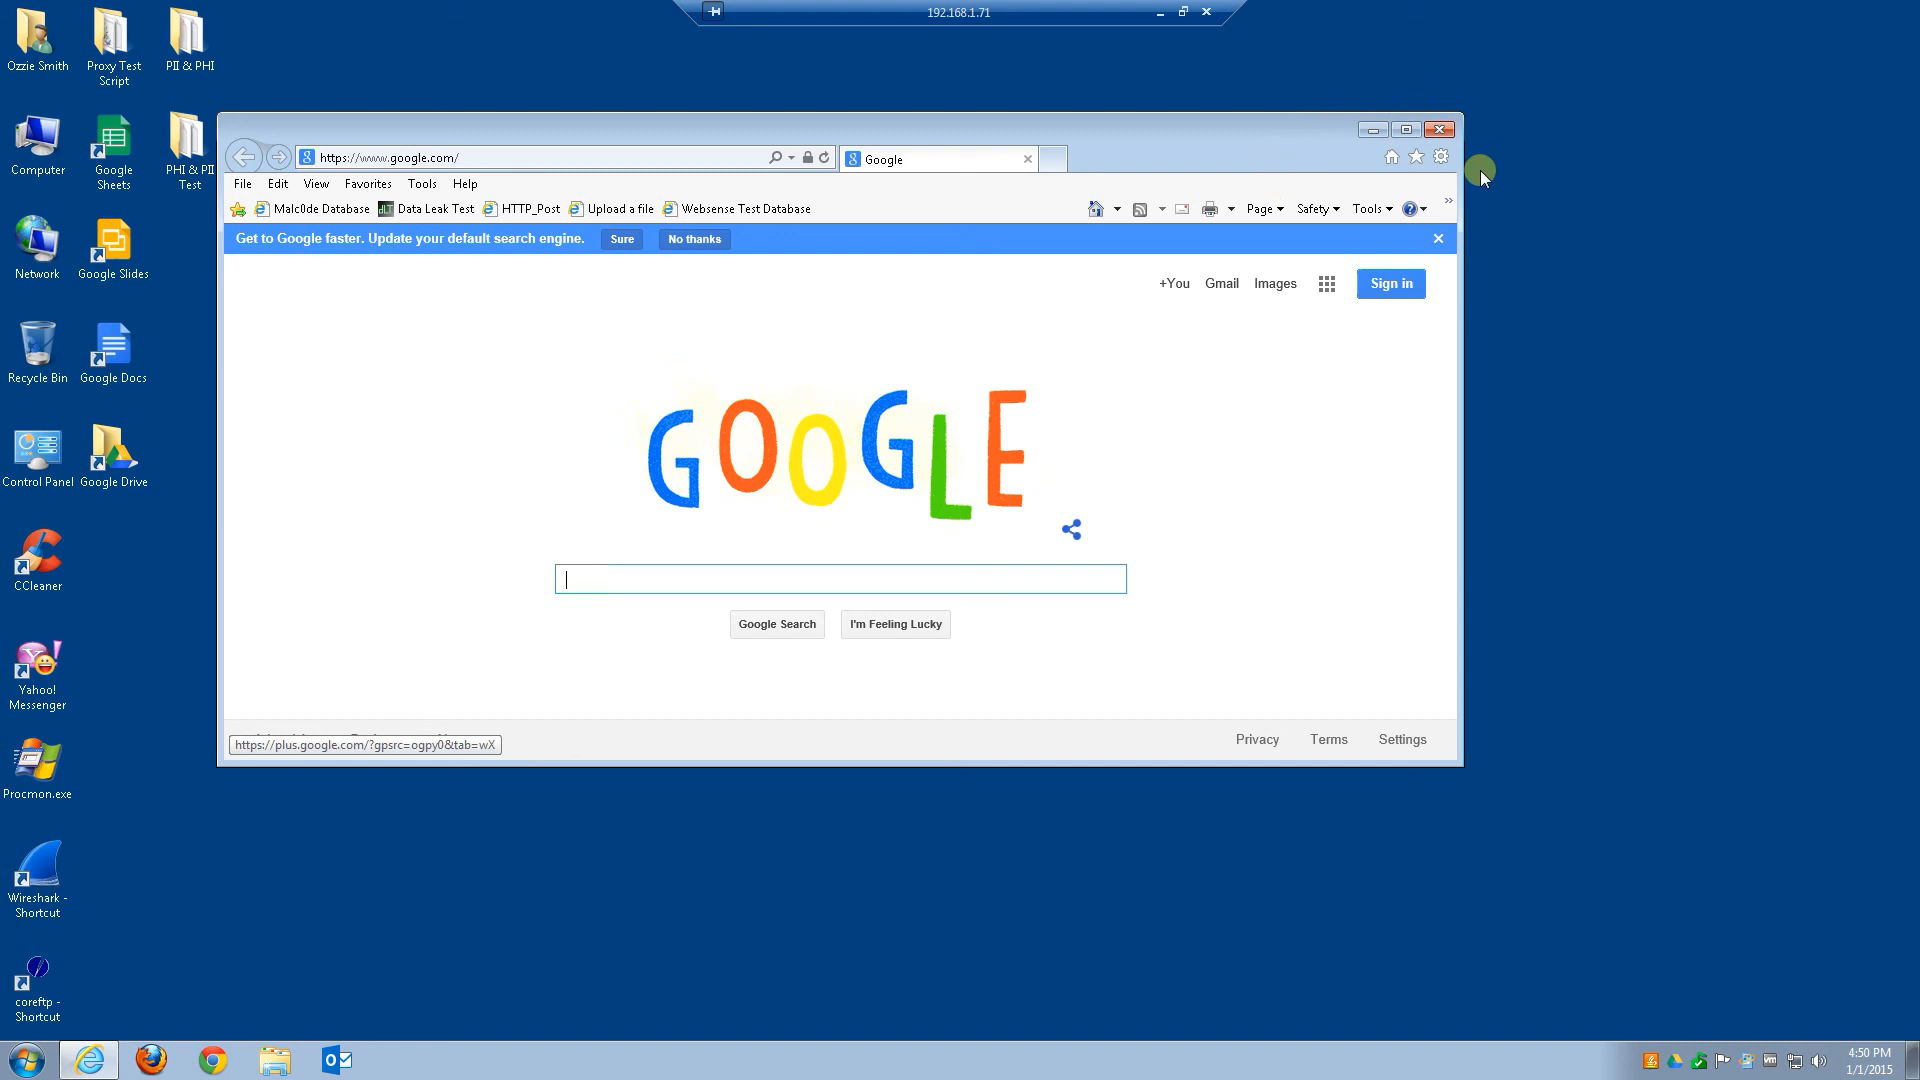 192.168.1.71
Ozzie Smith
Proxy Test
Script
PII & PHI
Computer
Google
Sheets
PHI & PII
Test
Network
Google Slides
Recycle Bin
Google Docs
Control Panel
Google Drive
CCleaner
Yahoo!
Messenger
Procmon.exe
Wireshark -
Shortcut
coreftp -
Shortcut
https://www.google.com/
Google
File Edit View Favorites Tools Help
Malc0de Database Data Leak Test HTTP_Post Upload a file Websense Test Database
Page Safety Tools
Get to Google faster. Update your default search engine. Sure No thanks
+You Gmail Images Sign in
GOOGLE
Google Search I'm Feeling Lucky
https://plus.google.com/?gpsrc=ogpy0&tab=wX
Privacy Terms Settings
4:50 PM
1/1/2015